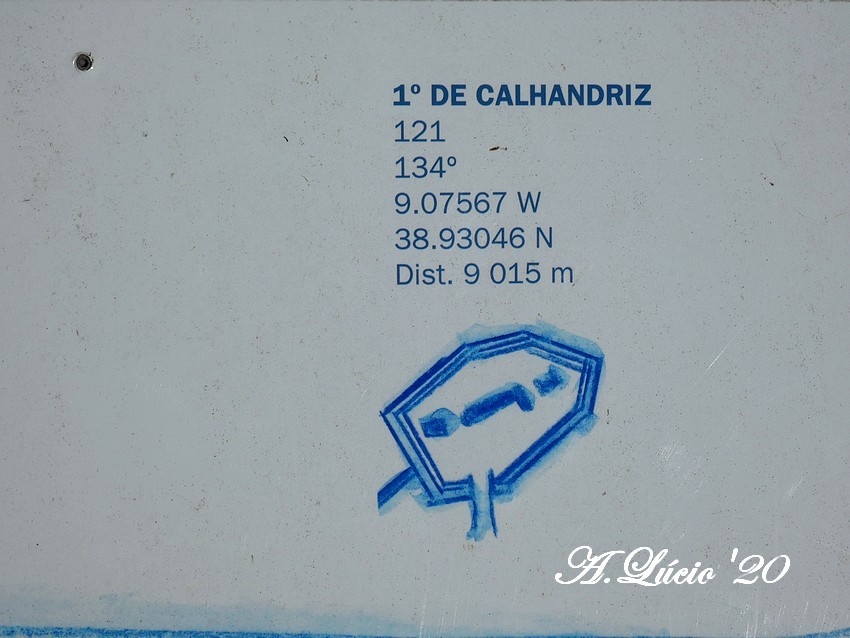 1º DE CALHANDRIZ
121
134º
9.07567 W
38.93046 N
Dist. 9 015 m
A. Lúcio '20